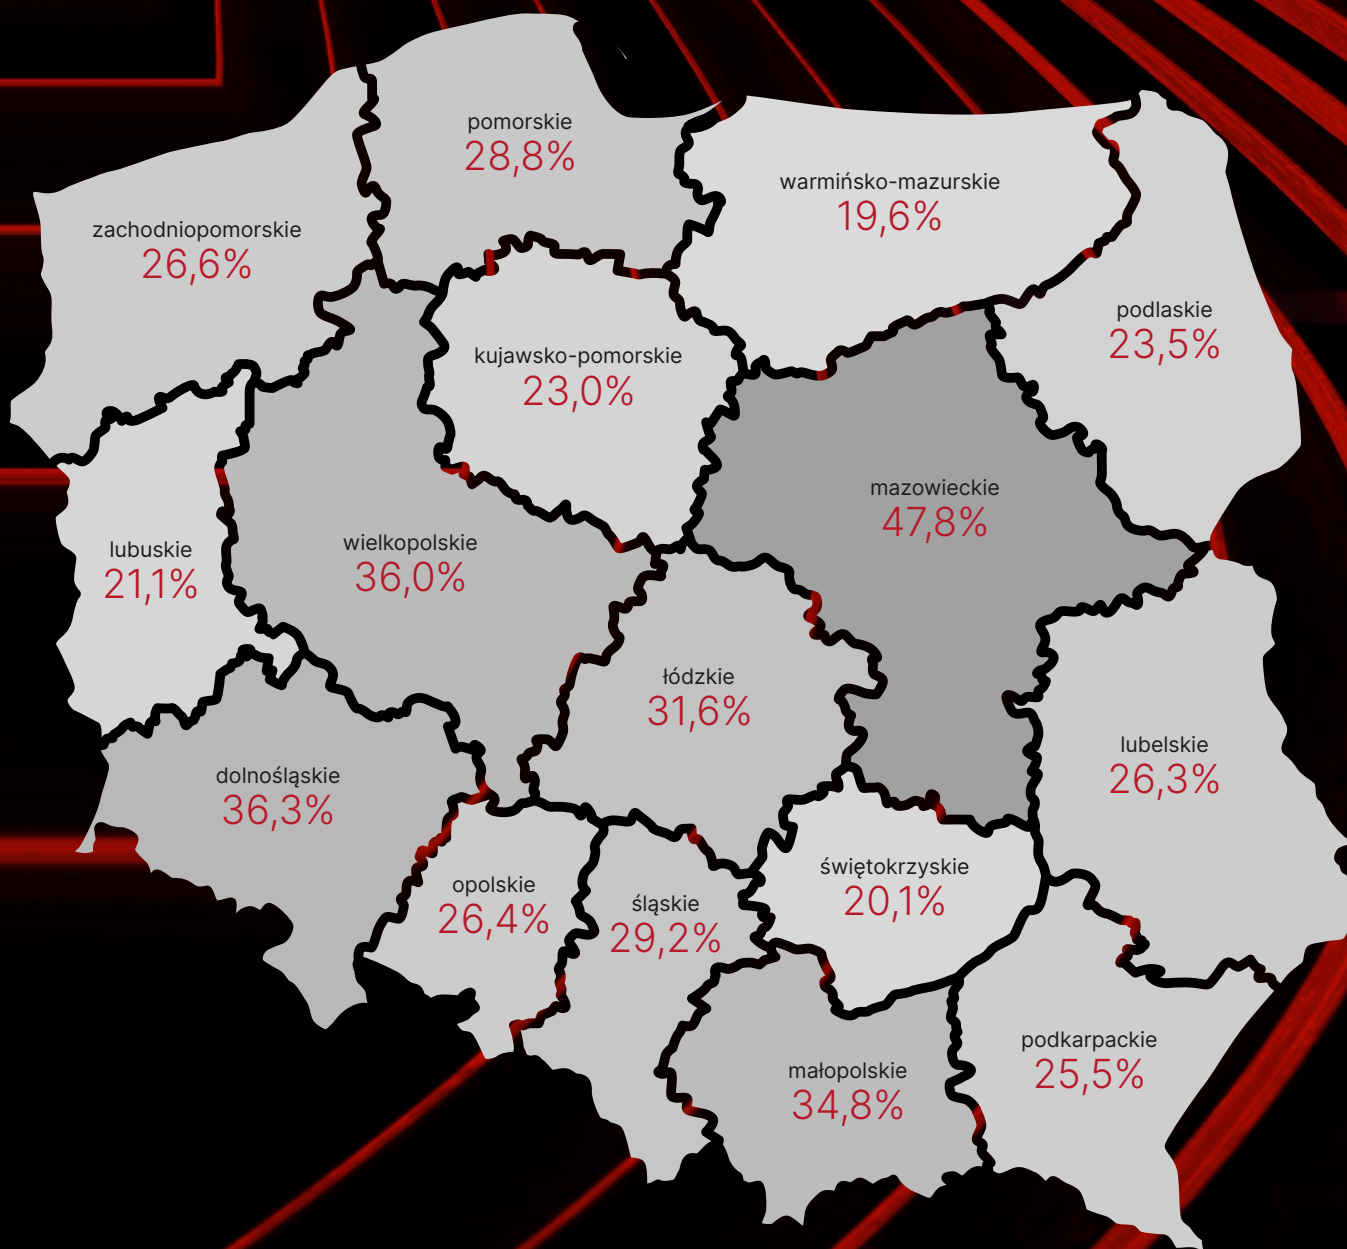 pomorskie
28,8%
warmińsko-mazurskie
19,6%
zachodniopomorskie
26,6%
podlaskie
23,5%
kujawsko-pomorskie
23,0%
mazowieckie
47,8%
lubuskie
21,1%
wielkopolskie
36,0%
łódzkie
31,6%
dolnośląskie
36,3%
lubelskie
26,3%
opolskie
26,4%
śląskie
29,2%
świętokrzyskie
20,1%
małopolskie
34,8%
podkarpackie
25,5%